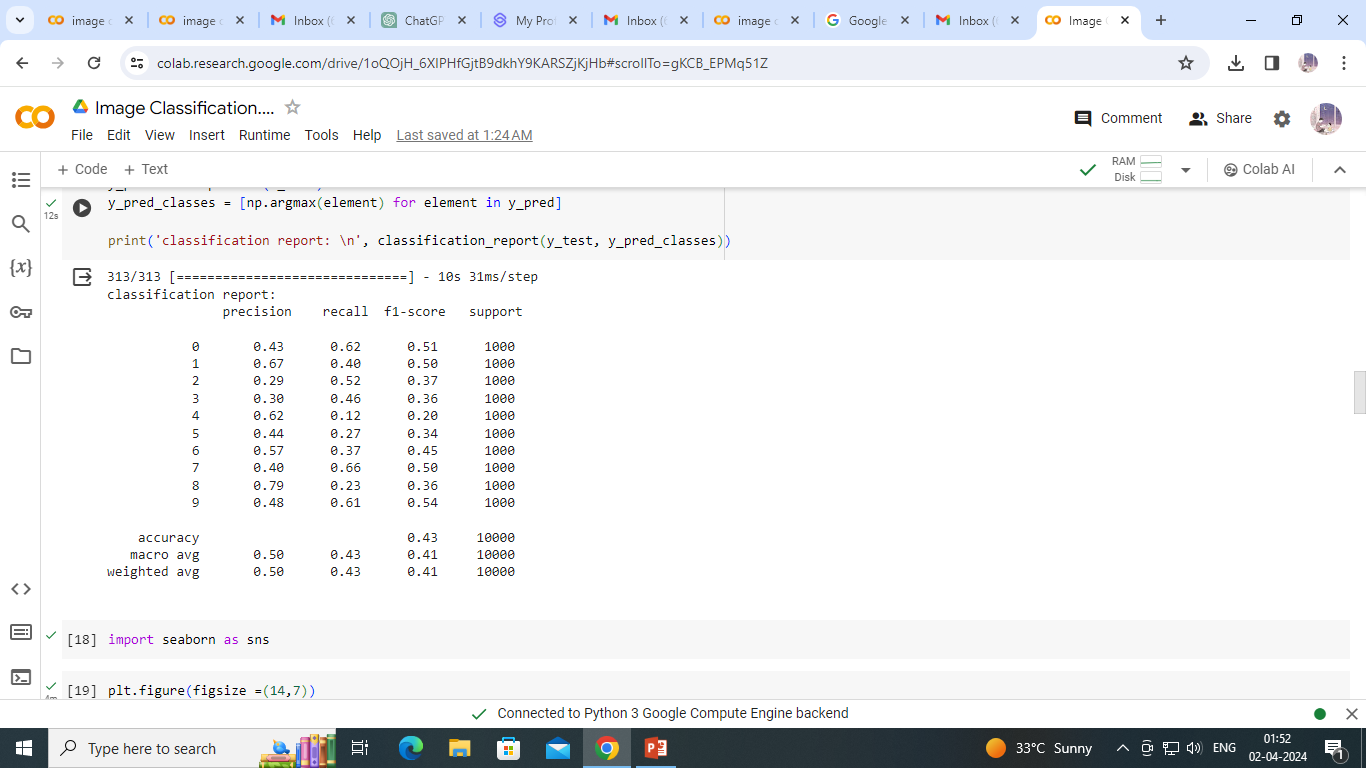 image c
image c
Inbox (
ChatGP
My Pro
Inbox (
image c
Google
Inbox (
Image
colab.research.google.com/drive/1oQOjH_6XIPHfGjtB9dkhY9KARSZjKjHb#scrollTo=gKCB_EPMq51Z
Image Classification....
File Edit View Insert Runtime Tools Help Last saved at 1:24 AM
Comment
Share
+ Code + Text
RAM
Disk
Colab AI
12s
y_pred_classes = [np.argmax(element) for element in y_pred]
print('classification report: \n', classification_report(y_test, y_pred_classes))
313/313 [==============================] - 10s 31ms/step
classification report:
precision recall f1-score support
0 0.43 0.62 0.51 1000
1 0.67 0.40 0.50 1000
2 0.29 0.52 0.37 1000
3 0.30 0.46 0.36 1000
4 0.62 0.12 0.20 1000
5 0.44 0.27 0.34 1000
6 0.57 0.37 0.45 1000
7 0.40 0.66 0.50 1000
8 0.79 0.23 0.36 1000
9 0.48 0.61 0.54 1000
accuracy 0.43 10000
macro avg 0.50 0.43 0.41 10000
weighted avg 0.50 0.43 0.41 10000
[18] import seaborn as sns
[19] plt.figure(figsize =(14,7))
Connected to Python 3 Google Compute Engine backend
Type here to search
33°C Sunny
ENG
01:52
02-04-2024
1